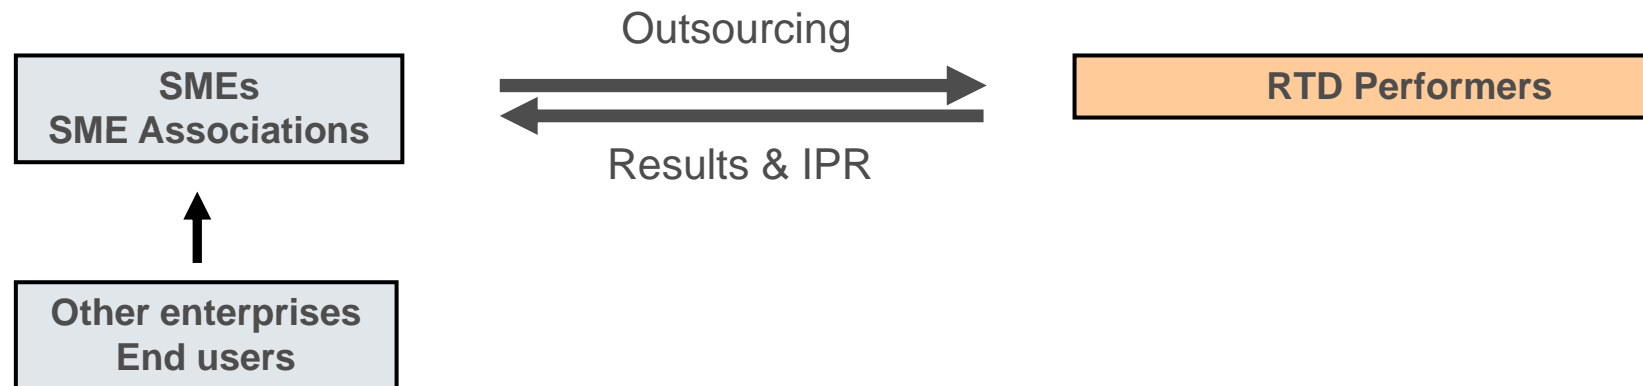 Outsourcing
SMEs
SME Associations
RTD Performers
Results & IPR
Other enterprises
End users